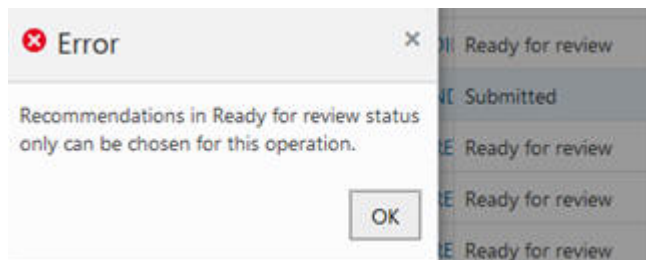 Error
Recommendations in Ready for review status
only can be chosen for this operation.
OK
Ready for review
Submitted
Ready for review
Ready for review
Ready for review